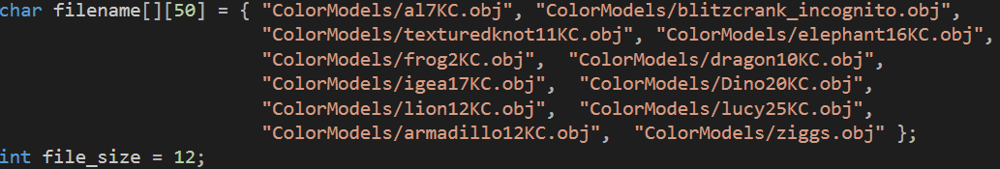 char filename[][50] = { "ColorModels/al7KC.obj", "ColorModels/blitzcrank_incognito.obj",
"ColorModels/texturedknot11KC.obj", "ColorModels/elephant16KC.obj",
"ColorModels/frog2KC.obj", "ColorModels/dragon10KC.obj",
"ColorModels/igea17KC.obj", "ColorModels/Dino20KC.obj",
"ColorModels/lion12KC.obj", "ColorModels/lucy25KC.obj",
"ColorModels/armadillo12KC.obj", "ColorModels/ziggs.obj" };
int file_size = 12;